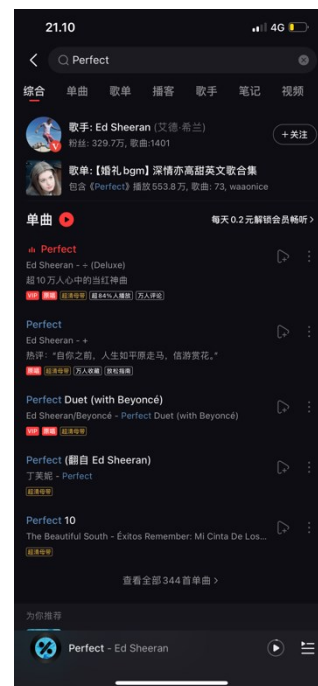 21.10
4G
Perfect
综合 单曲 歌单 播客 歌手 笔记 视频
歌手: Ed Sheeran (艾德·希兰)
粉丝: 329.7万, 歌曲:1401
+关注
歌单:【婚礼bgm】深情亦高甜英文歌合集
包含《Perfect》播放553.8万, 歌曲: 73, waaonice
单曲
每天0.2元解锁会员畅听>
Perfect
Ed Sheeran - ÷ (Deluxe)
超10万人心中的当红神曲
VIP 原唱 超清母带 超84%人播放 万人评论
Perfect
Ed Sheeran - ÷
热评: “自你之前，人生如平原走马，信游赏花。”
原唱 超清母带 万人收藏 放松指南
Perfect Duet (with Beyoncé)
Ed Sheeran/Beyoncé - Perfect Duet (with Beyoncé)
VIP 原唱 超清母带
Perfect (翻自 Ed Sheeran)
丁芙妮 - Perfect
超清母带
Perfect 10
The Beautiful South - Éxitos Remember: Mi Cinta De Los...
超清母带
查看全部344首单曲>
为你推荐
Perfect - Ed Sheeran